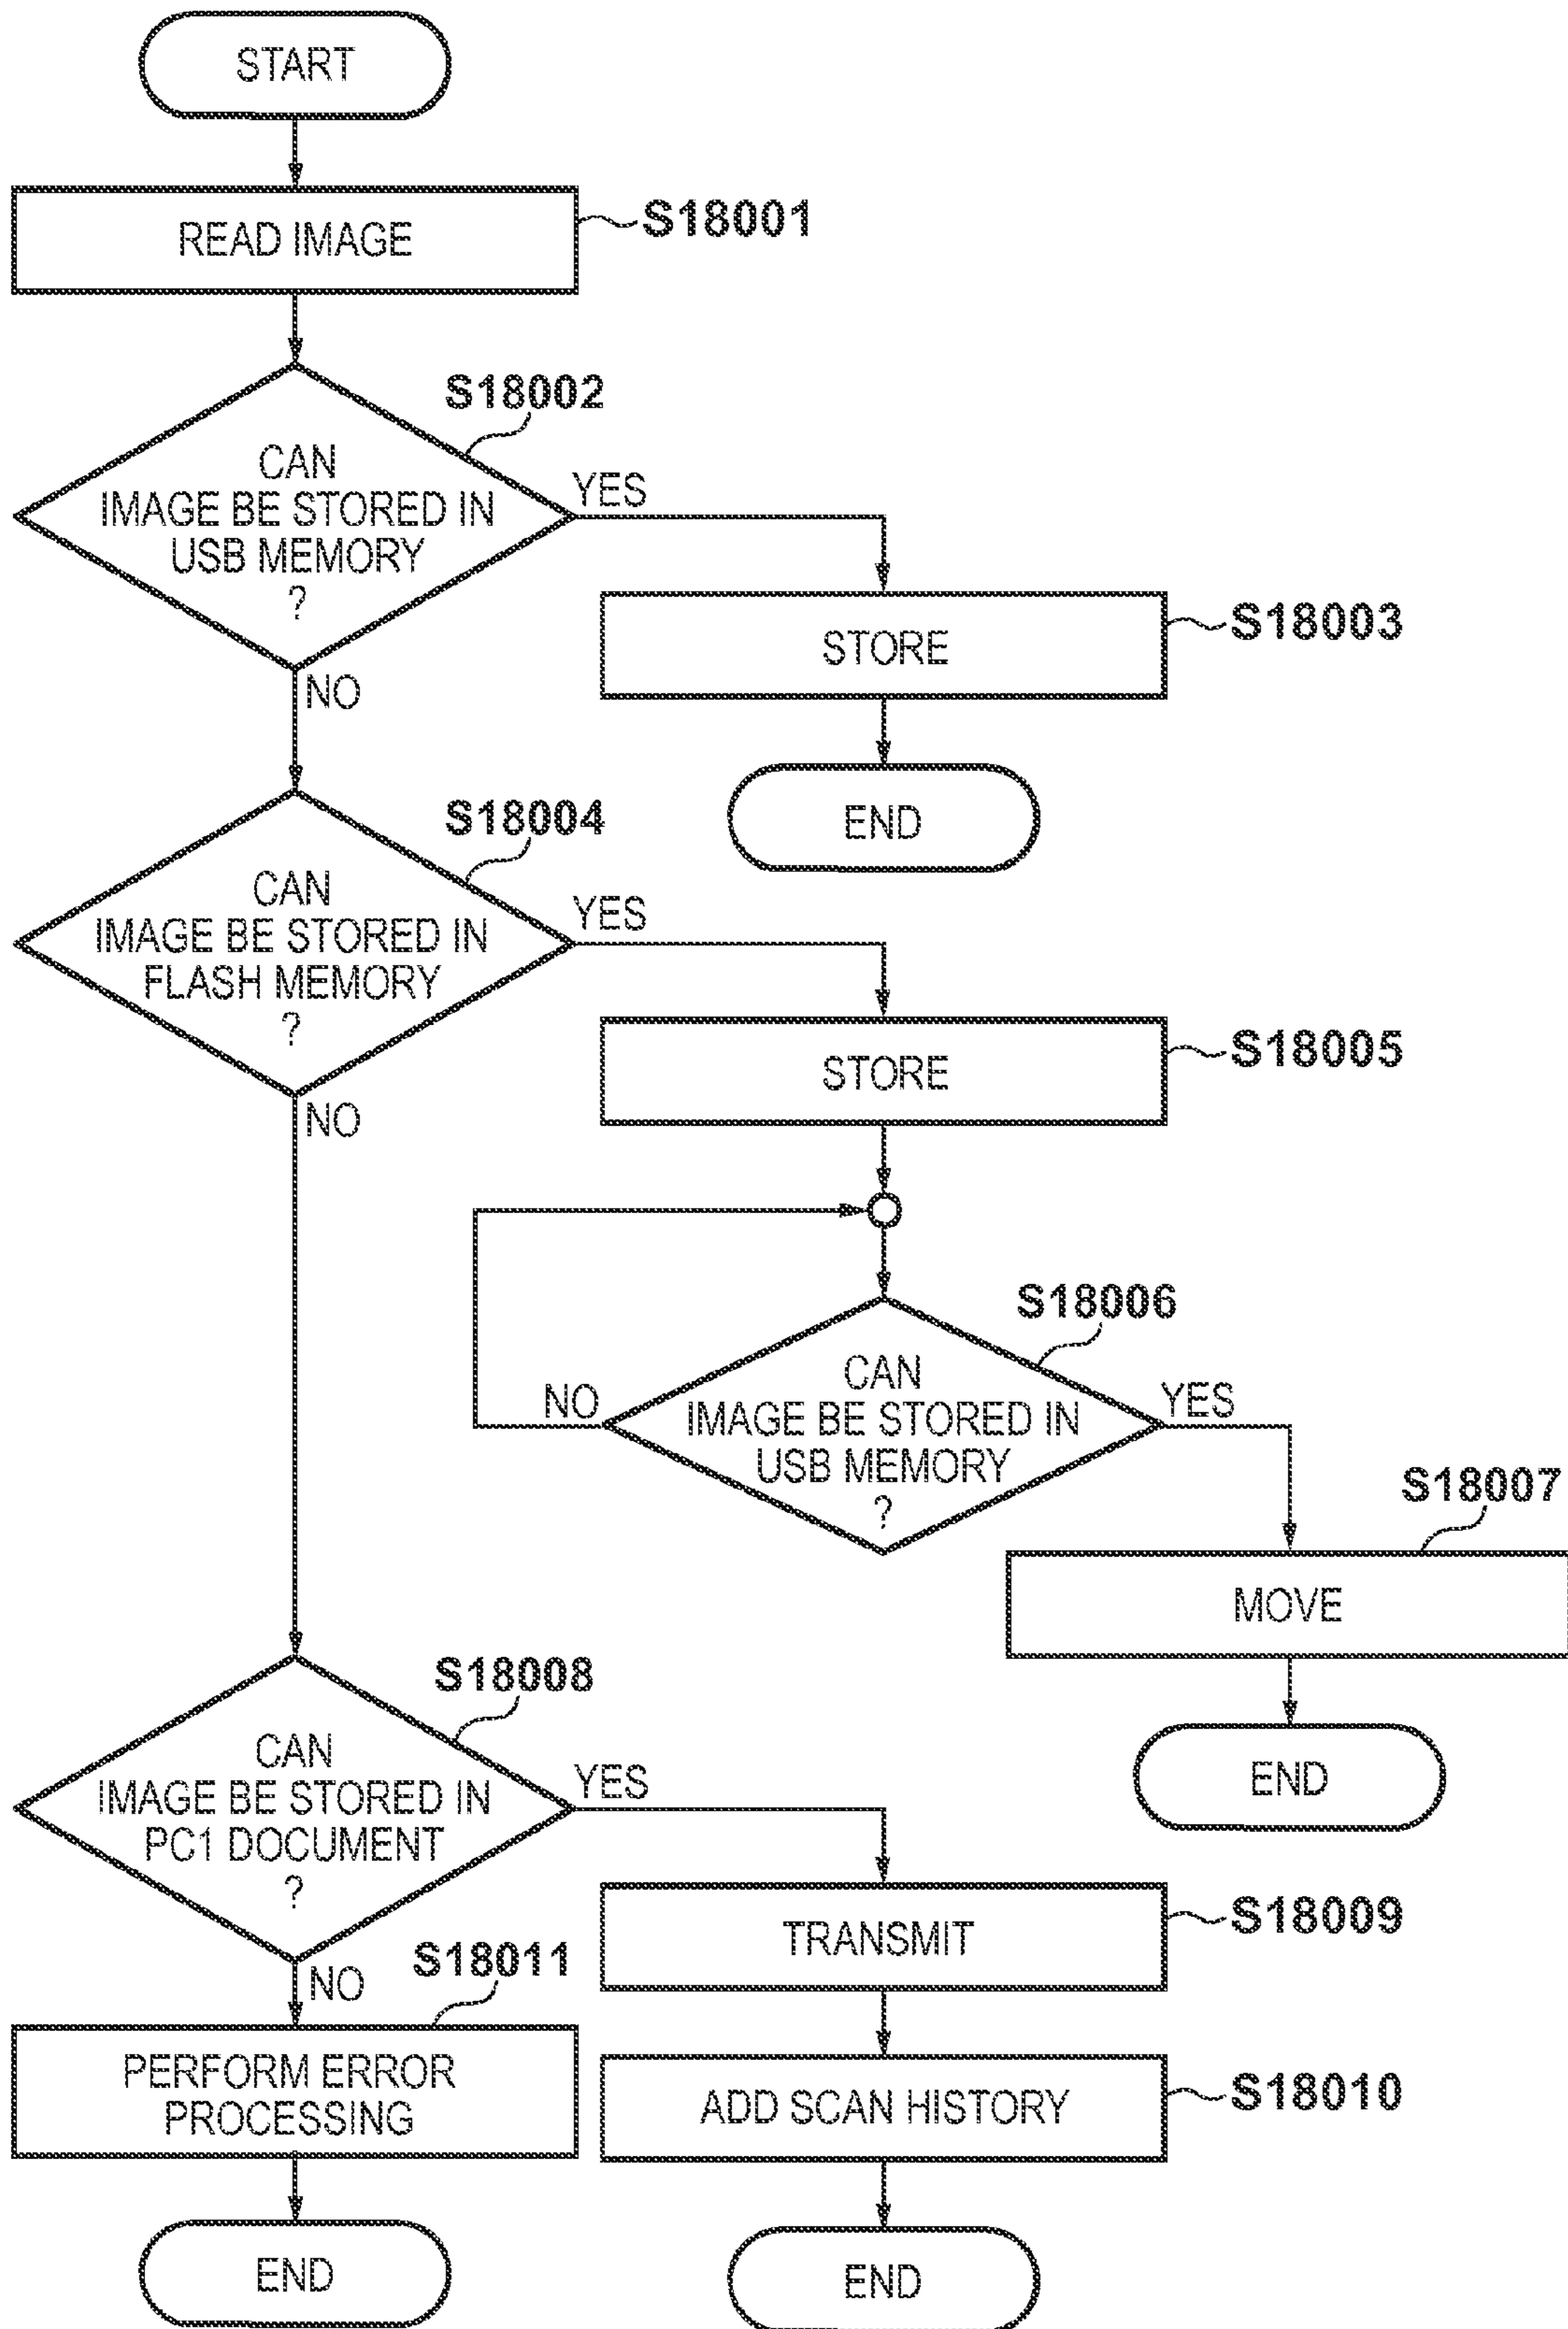 START
READ IMAGE
S18001
S18002
CAN
IMAGE BE STORED IN
USB MEMORY
?
YES
NO
STORE
S18003
END
S18004
CAN
IMAGE BE STORED IN
FLASH MEMORY
?
YES
NO
STORE
S18005
S18006
CAN
IMAGE BE STORED IN
USB MEMORY
?
NO
YES
S18007
MOVE
END
S18008
CAN
IMAGE BE STORED IN
PC1 DOCUMENT
?
YES
NO
TRANSMIT
S18009
S18011
PERFORM ERROR
PROCESSING
ADD SCAN HISTORY
S18010
END
END